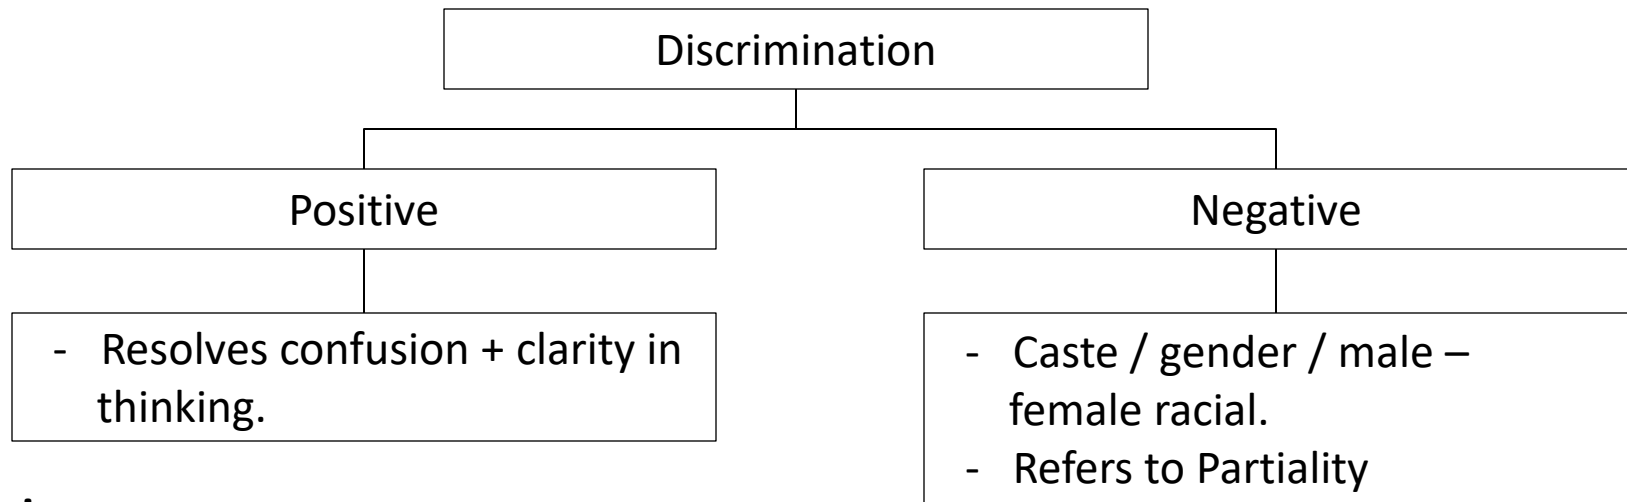 Discrimination
Positive
Negative
- Resolves confusion + clarity in
thinking.
- Caste / gender / male –
female racial.
- Refers to Partiality